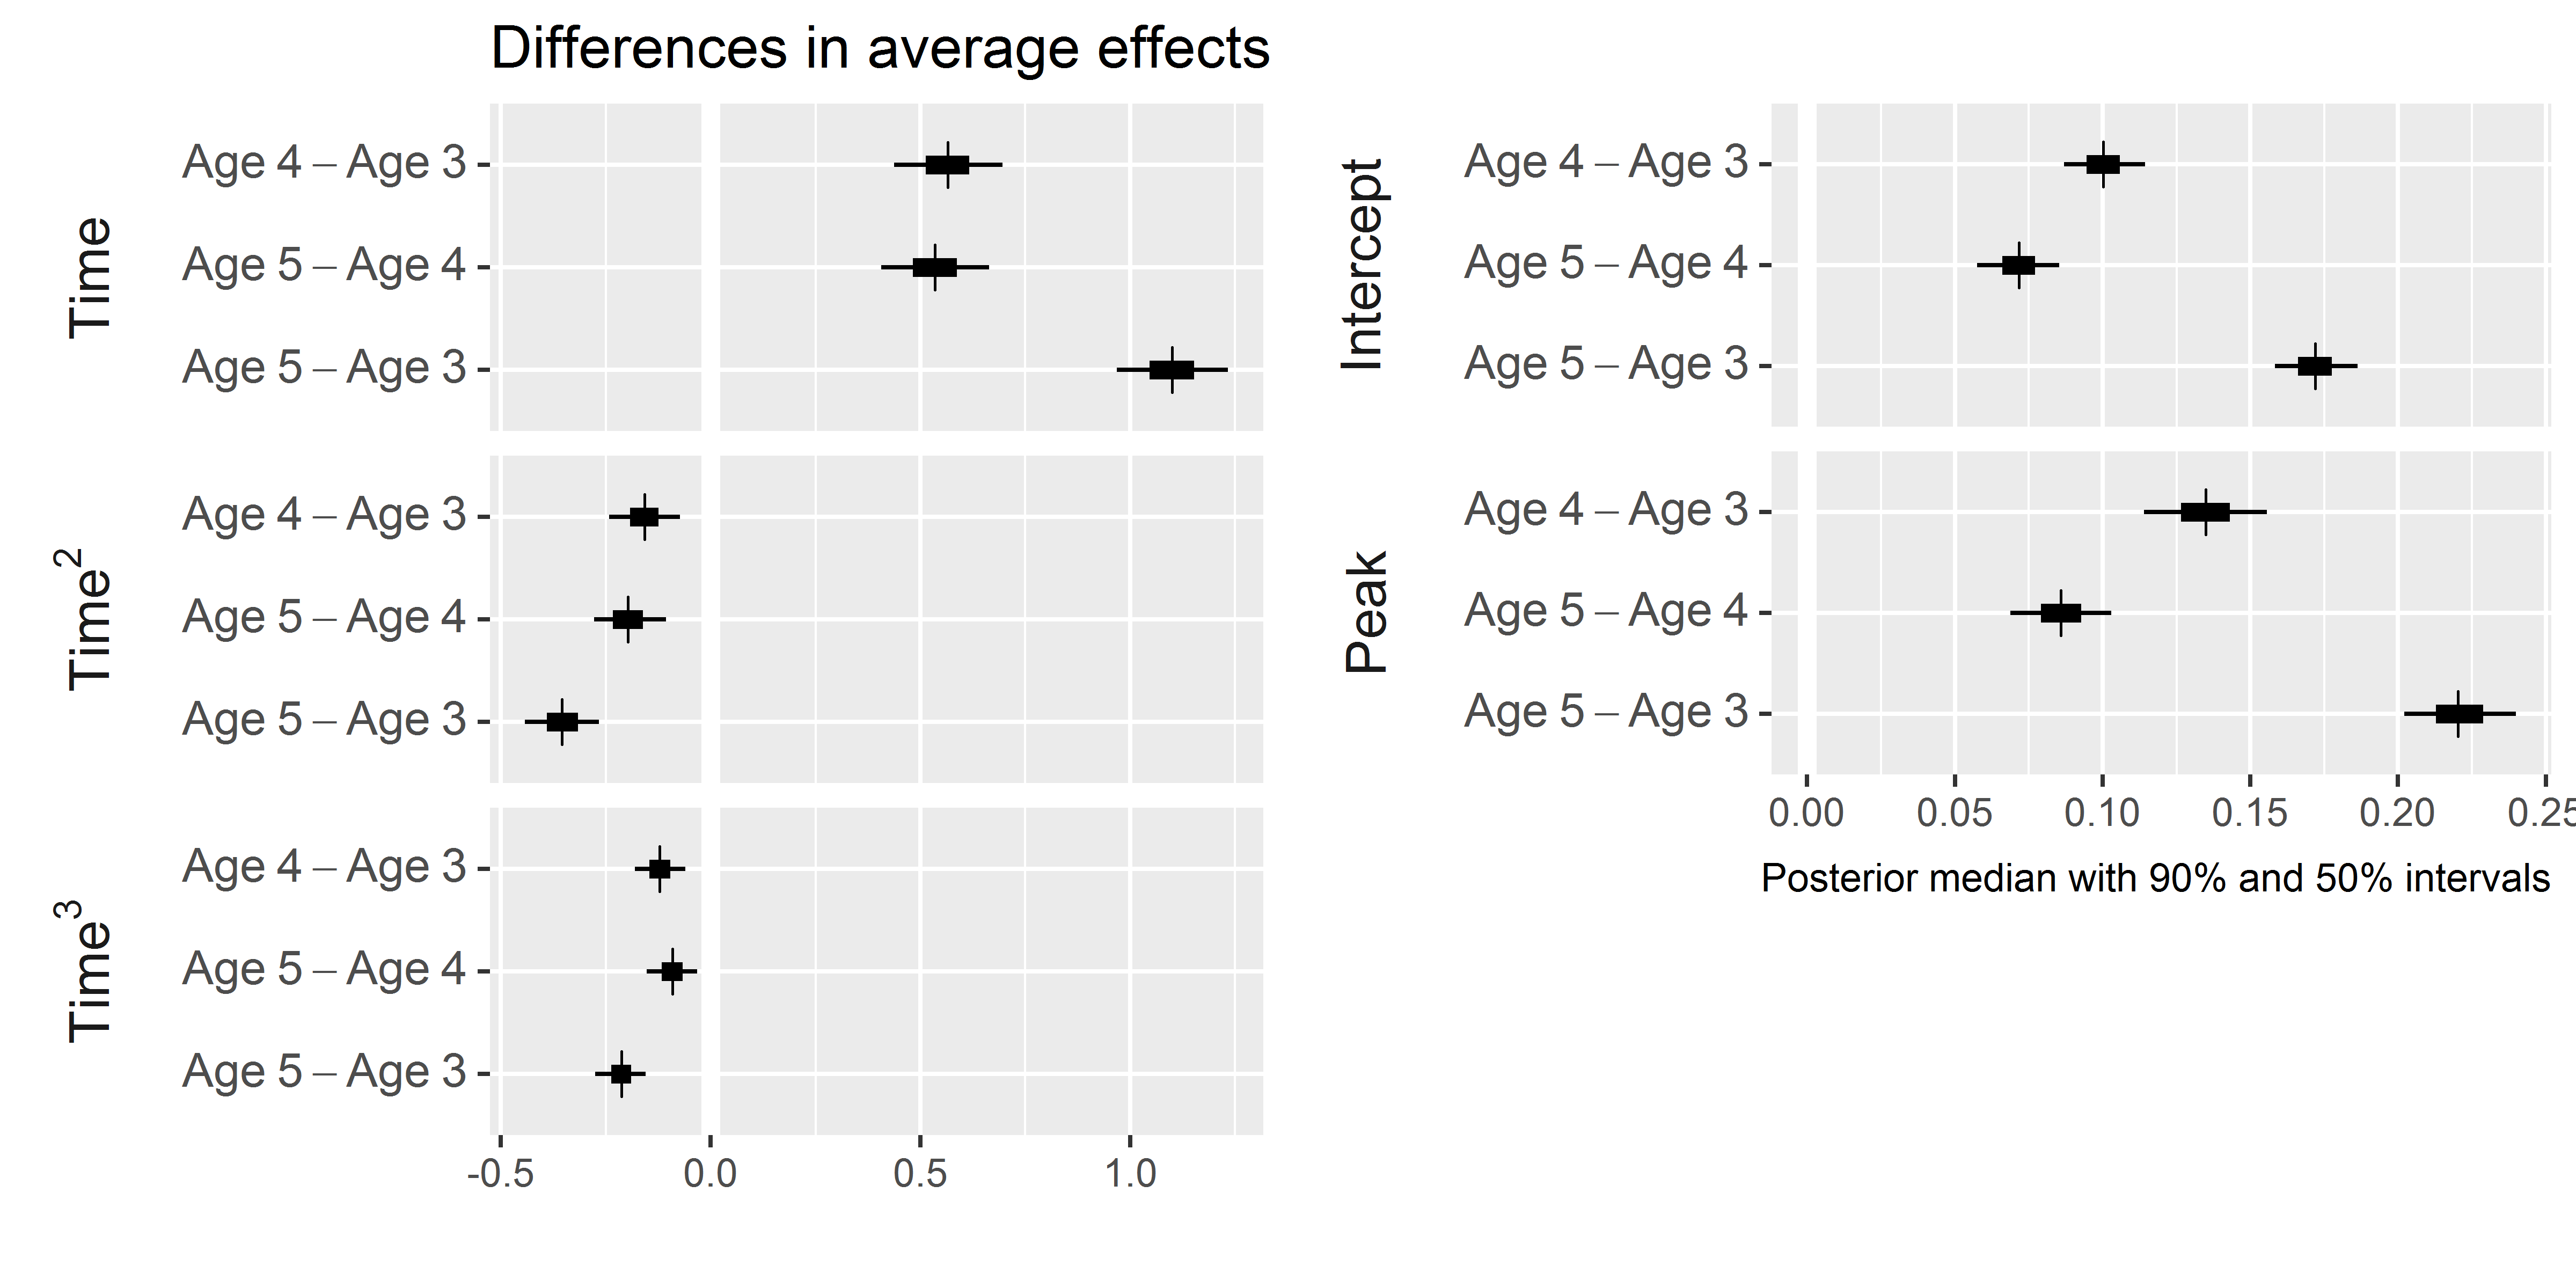 Differences in average effects
Time
Age 4 – Age 3
Age 5 – Age 4
Age 5 – Age 3
Time²
Age 4 – Age 3
Age 5 – Age 4
Age 5 – Age 3
Time³
Age 4 – Age 3
Age 5 – Age 4
Age 5 – Age 3
-0.5 0.0 0.5 1.0
Intercept
Age 4 – Age 3
Age 5 – Age 4
Age 5 – Age 3
Peak
Age 4 – Age 3
Age 5 – Age 4
Age 5 – Age 3
0.00 0.05 0.10 0.15 0.20 0.25
Posterior median with 90% and 50% intervals